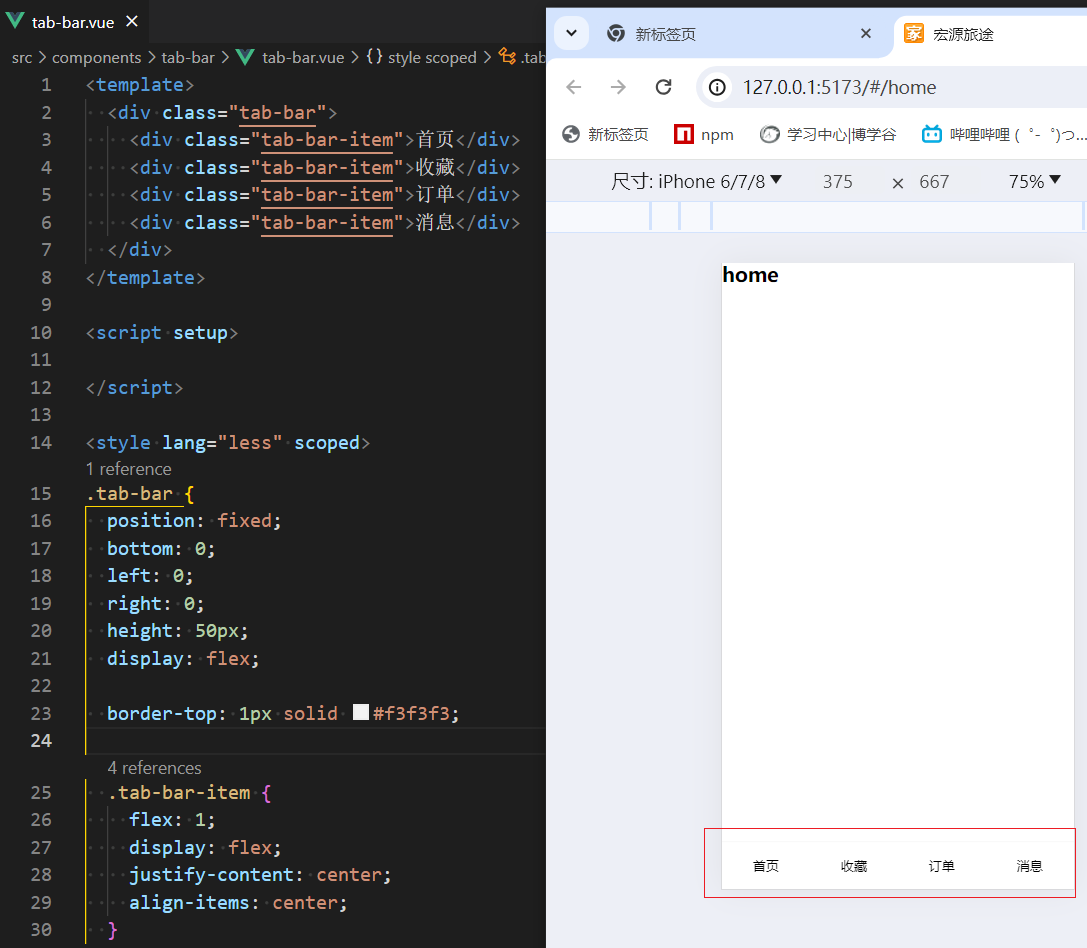 tab-bar.vue
src > components > tab-bar > tab-bar.vue > {} style scoped > .tab
1 <template>
2 <div class="tab-bar">
3 <div class="tab-bar-item">首页</div>
4 <div class="tab-bar-item">收藏</div>
5 <div class="tab-bar-item">订单</div>
6 <div class="tab-bar-item">消息</div>
7 </div>
8 </template>
9
10 <script setup>
11
12 </script>
13
14 <style lang="less" scoped>
1 reference
15 .tab-bar {
16 position: fixed;
17 bottom: 0;
18 left: 0;
19 right: 0;
20 height: 50px;
21 display: flex;
22
23 border-top: 1px solid #f3f3f3;
24
4 references
25 .tab-bar-item {
26 flex: 1;
27 display: flex;
28 justify-content: center;
29 align-items: center;
30 }
新标签页
家 宏源旅途
127.0.0.1:5173/#/home
新标签页 npm 学习中心|博学谷 哔哩哔哩 ( ゜- ゜)つ...
尺寸: iPhone 6/7/8 375 × 667 75%
home
首页 收藏 订单 消息